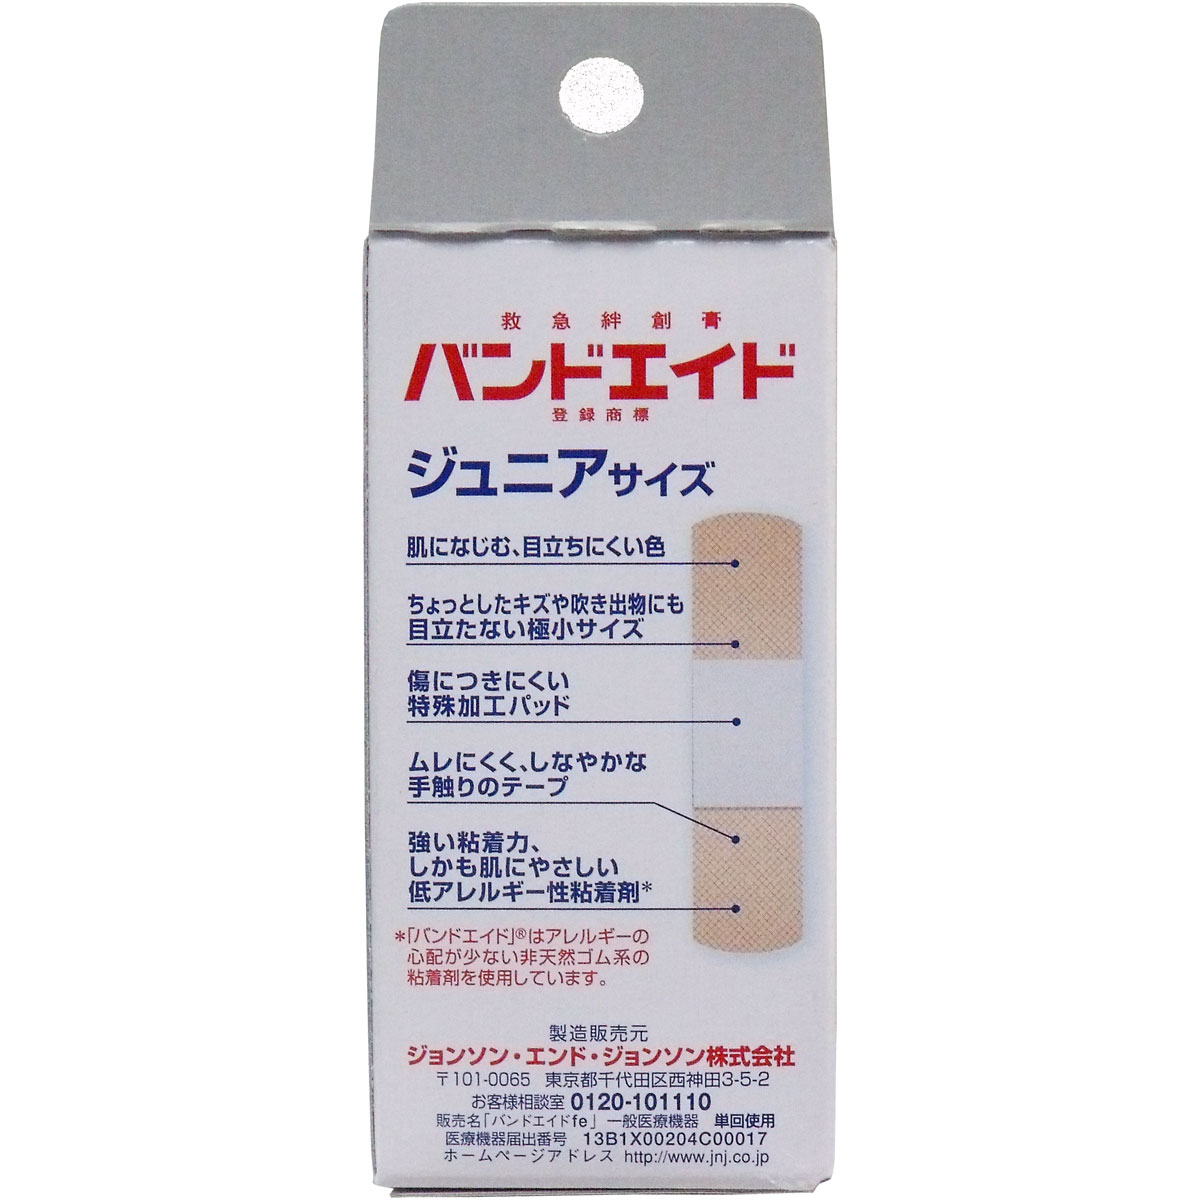 救急絆創膏
バンドエイド
登録商標
ジュニアサイズ
肌になじむ、目立ちにくい色
ちょっとしたキズや吹き出物にも
目立たない極小サイズ
傷につきにくい
特殊加工パッド
ムレにくく、しなやかな
手触りのテープ
強い粘着力、
しかも肌にやさしい
低アレルギー性粘着剤*
*「バンドエイド」®はアレルギーの
心配が少ない非天然ゴム系の
粘着剤を使用しています。
製造販売元
ジョンソン・エンド・ジョンソン株式会社
〒101-0065 東京都千代田区西神田3-5-2
お客様相談室 0120-101110
販売名「バンドエイドfe」 一般医療機器 単回使用
医療機器届出番号 13B1X00204C00017
ホームページアドレス http://www.jnj.co.jp